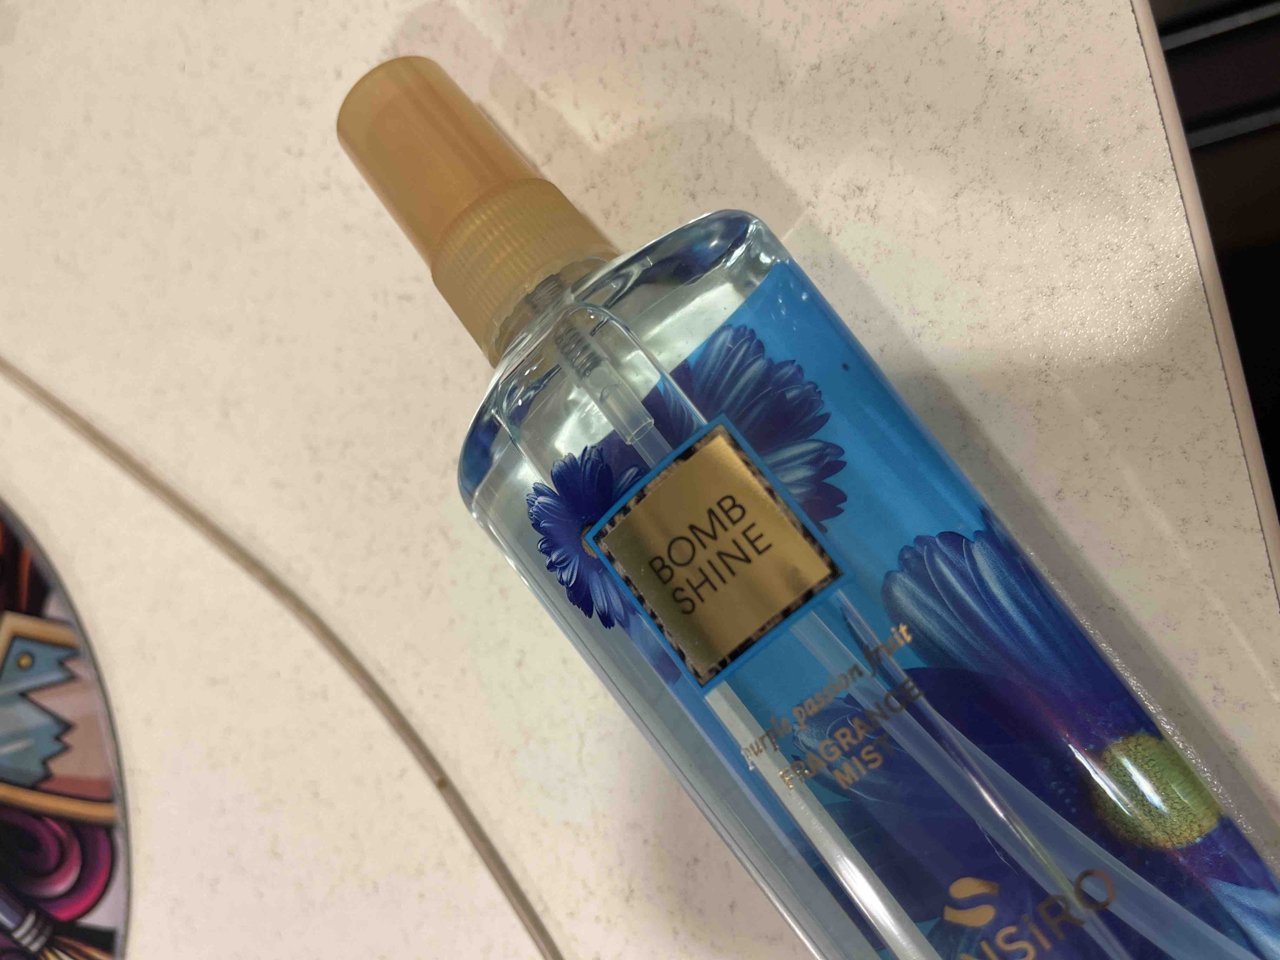 BOMB
SHINE
purple passion fruit
FRAGRANCE
MIST